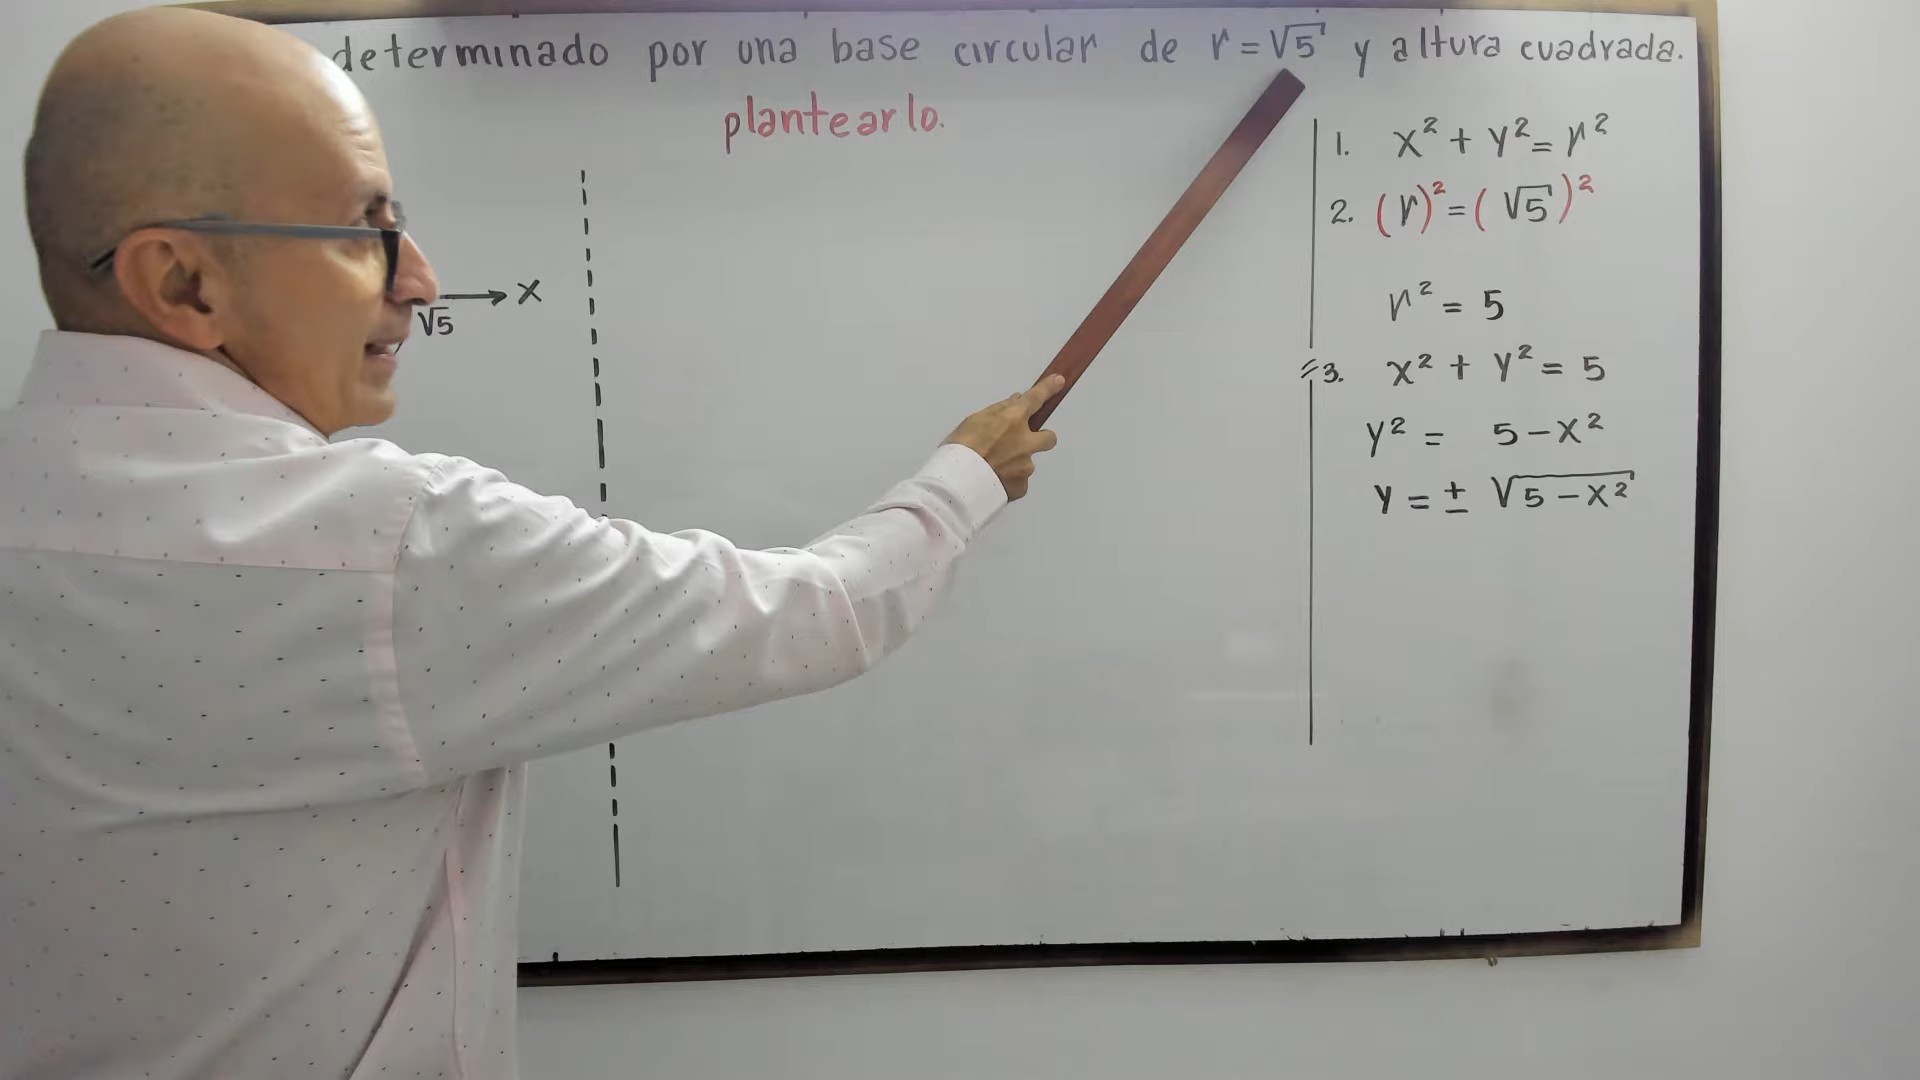 determinado por una base circular de r = √5 y altura cuadrada.
plantearlo.
x
√5
1. x² + y² = r²
2. (r)² = (√5)²
r² = 5
3. x² + y² = 5
y² = 5 - x²
y = ± √5 - x²